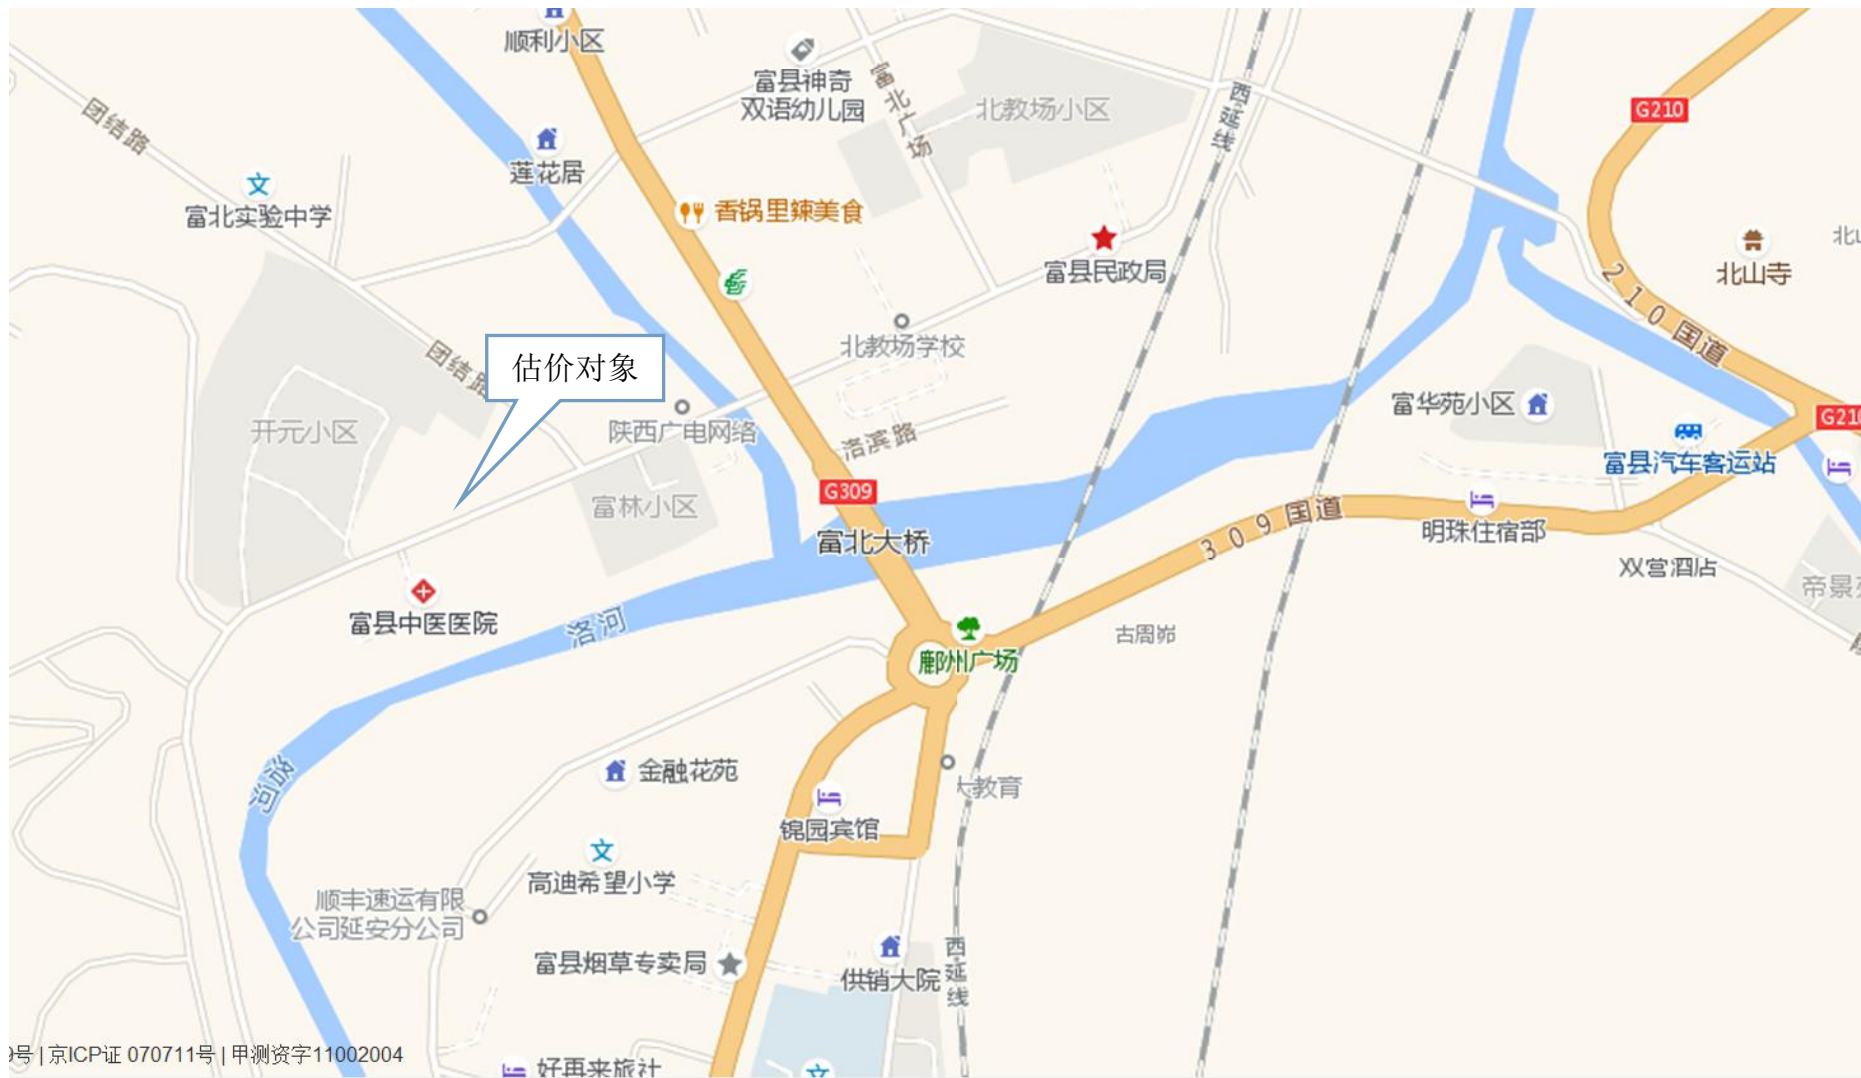 顺利小区
富县神奇
双语幼儿园
富北广场
北教场小区
西延线
G210
团结路
莲花居
富北实验中学
香锅里辣美食
富县民政局
北山寺
210国道
北教场学校
团结路
估价对象
陕西广电网络
洛滨路
富华苑小区
G210
开元小区
富县汽车客运站
G309
富林小区
309国道
明珠住宿部
富北大桥
双营酒店
帝景
富县中医医院
洛河
古周峁
鄜州广场
洛河
金融花苑
大教育
锦园宾馆
高迪希望小学
顺丰速运有限
公司延安分公司
富县烟草专卖局
供销大院
西延线
号 | 京ICP证 070711号 | 甲测资字11002004
好再来旅社